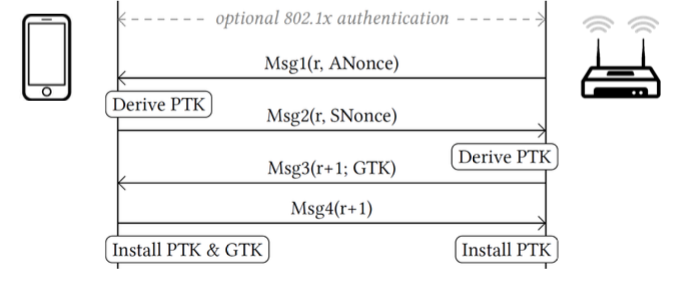 optional 802.1x authentication
Msg1(r, ANonce)
Derive PTK
Msg2(r, SNonce)
Derive PTK
Msg3(r+1; GTK)
Msg4(r+1)
Install PTK & GTK
Install PTK